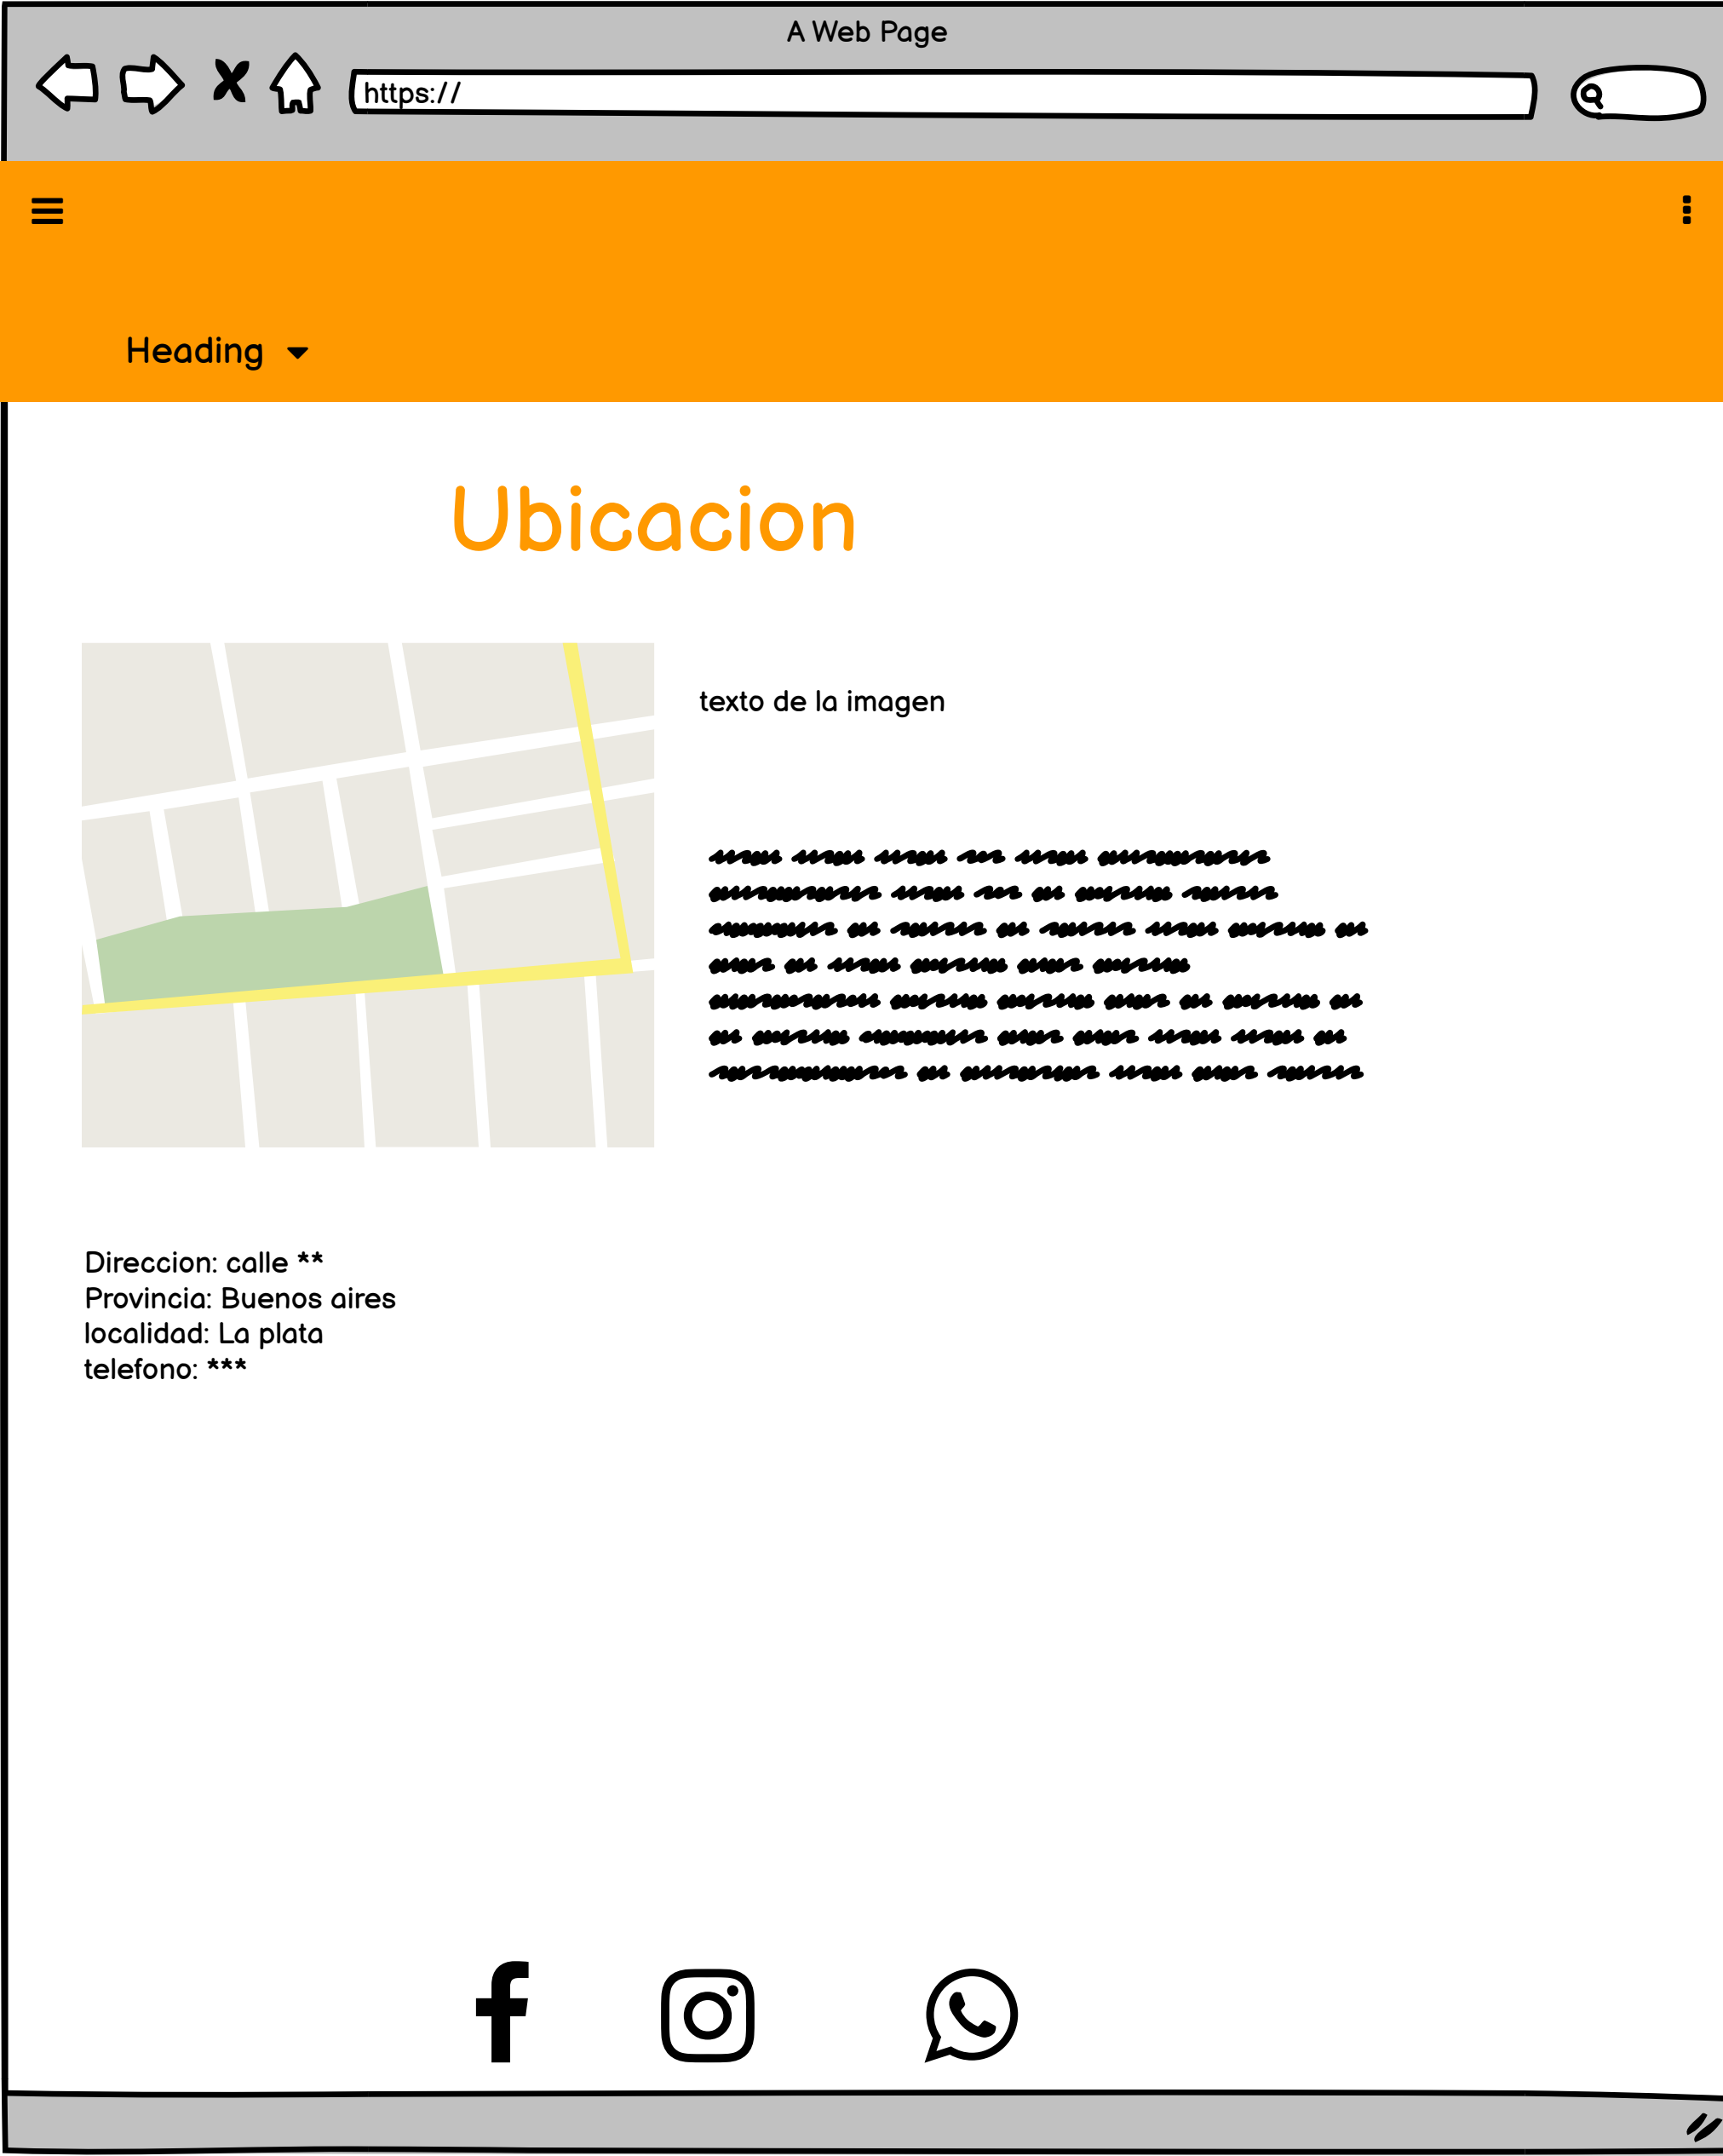 A Web Page
https://
Heading
Ubicacion
texto de la imagen
Direccion: calle **
Provincia: Buenos aires
localidad: La plata
telefono: ***